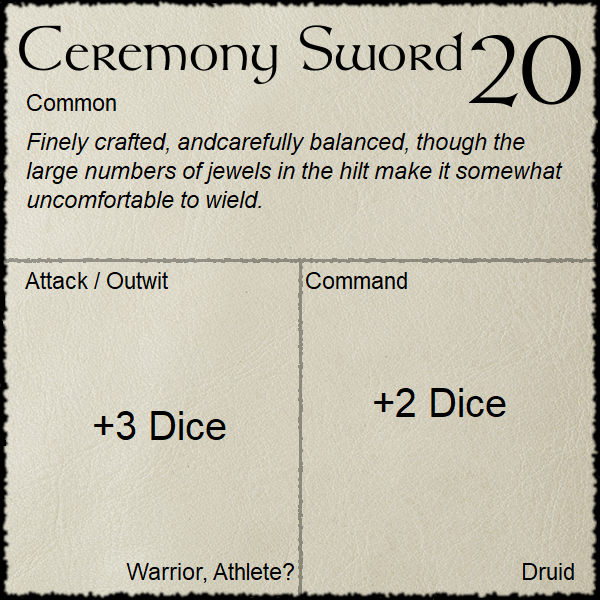 Ceremony Sword 20
Common
Finely crafted, andcarefully balanced, though the
large numbers of jewels in the hilt make it somewhat
uncomfortable to wield.
Attack / Outwit
+3 Dice
Warrior, Athlete?
Command
+2 Dice
Druid